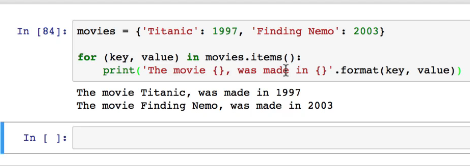 In [84]: movies = {'Titanic': 1997, 'Finding Nemo': 2003}
for (key, value) in movies.items():
print('The movie {}, was made in {}'.format(key, value))
The movie Titanic, was made in 1997
The movie Finding Nemo, was made in 2003
In [ ]: